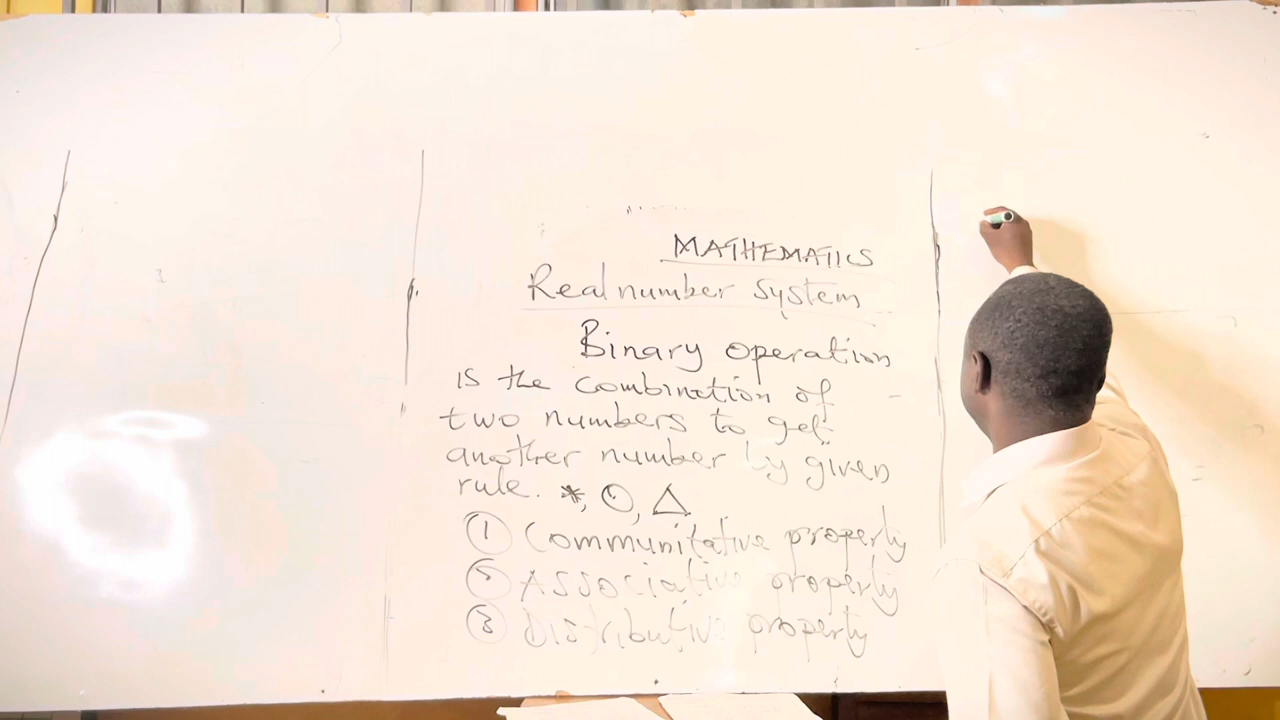 MATHEMATICS
Real number system
Binary operation
is the combination of
two numbers to get
another number by given
rule. *, ○, △.
① Communitative property
② Associative property
③ Distributive property